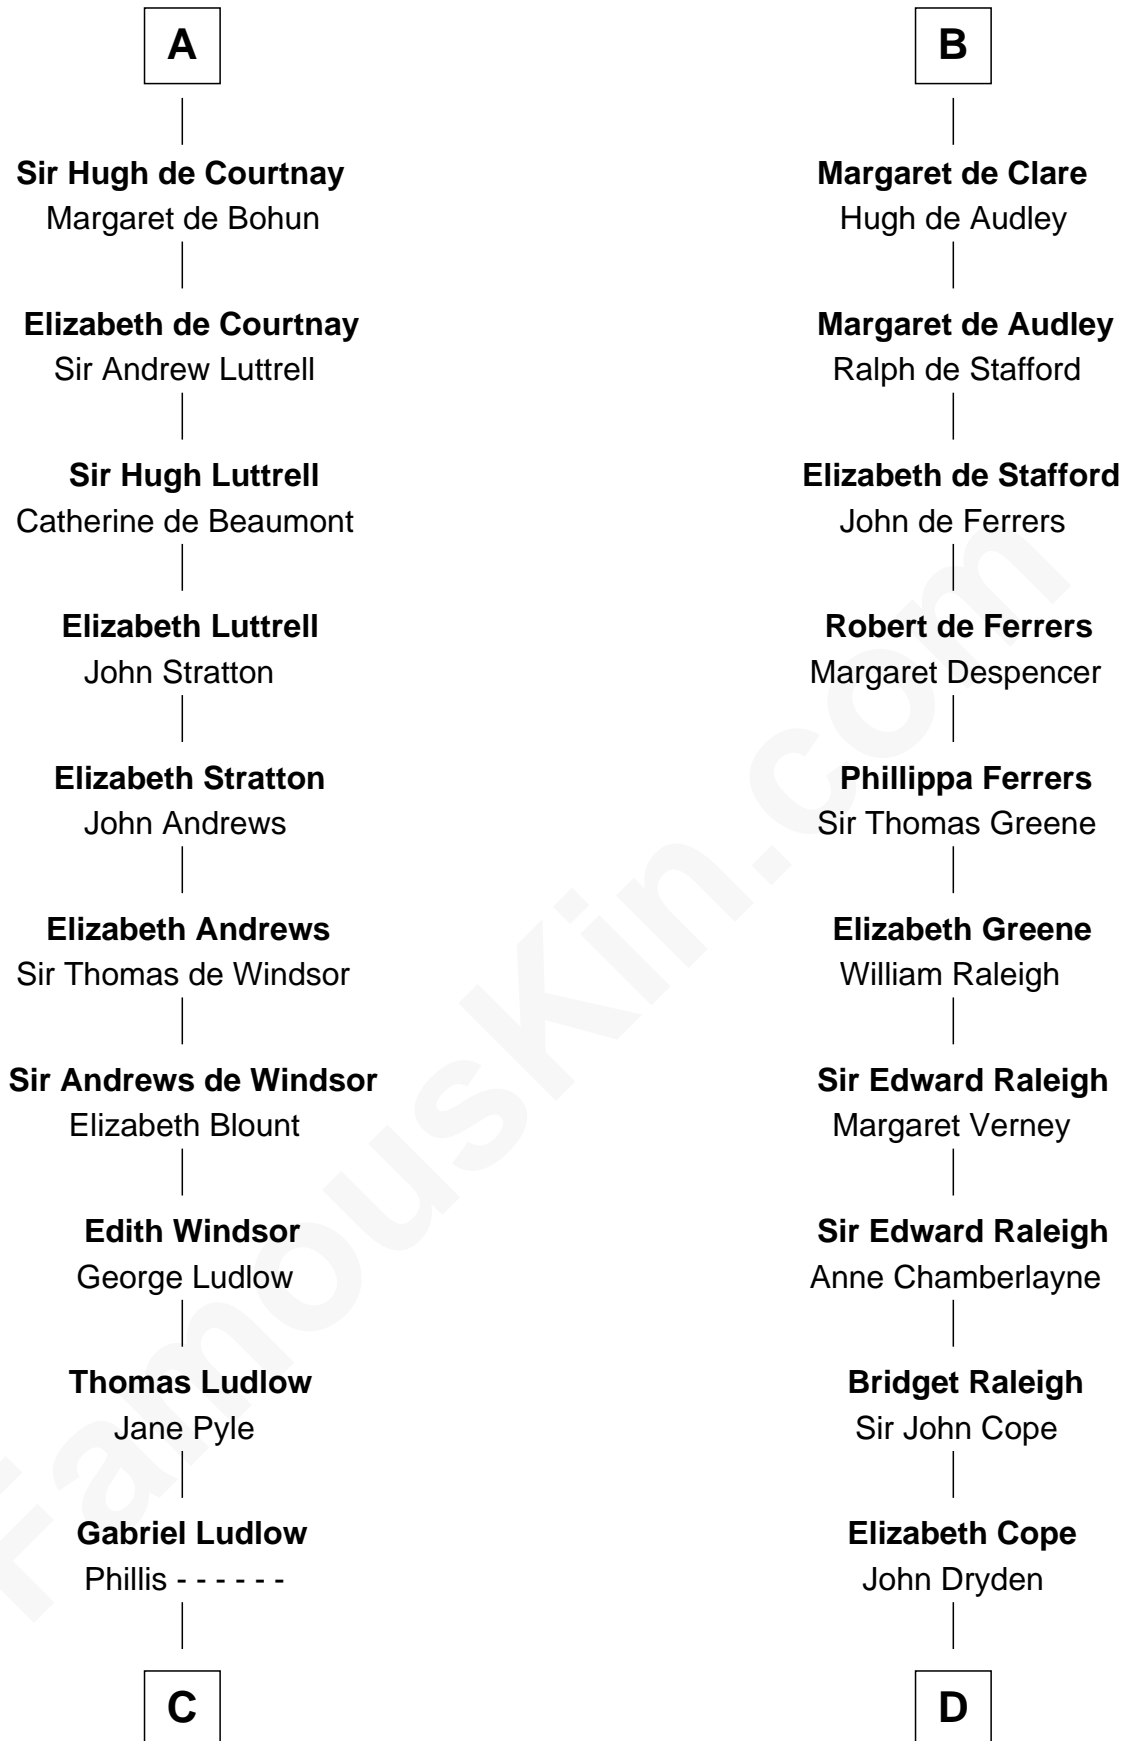 A
Sir Hugh de Courtnay
Margaret de Bohun
Elizabeth de Courtnay
Sir Andrew Luttrell
Sir Hugh Luttrell
Catherine de Beaumont
Elizabeth Luttrell
John Stratton
Elizabeth Stratton
John Andrews
Elizabeth Andrews
Sir Thomas de Windsor
Sir Andrews de Windsor
Elizabeth Blount
Edith Windsor
George Ludlow
Thomas Ludlow
Jane Pyle
Gabriel Ludlow
Phillis - - - - - -
C
B
Margaret de Clare
Hugh de Audley
Margaret de Audley
Ralph de Stafford
Elizabeth de Stafford
John de Ferrers
Robert de Ferrers
Margaret Despencer
Phillippa Ferrers
Sir Thomas Greene
Elizabeth Greene
William Raleigh
Sir Edward Raleigh
Margaret Verney
Sir Edward Raleigh
Anne Chamberlayne
Bridget Raleigh
Sir John Cope
Elizabeth Cope
John Dryden
D
FamousKin.com